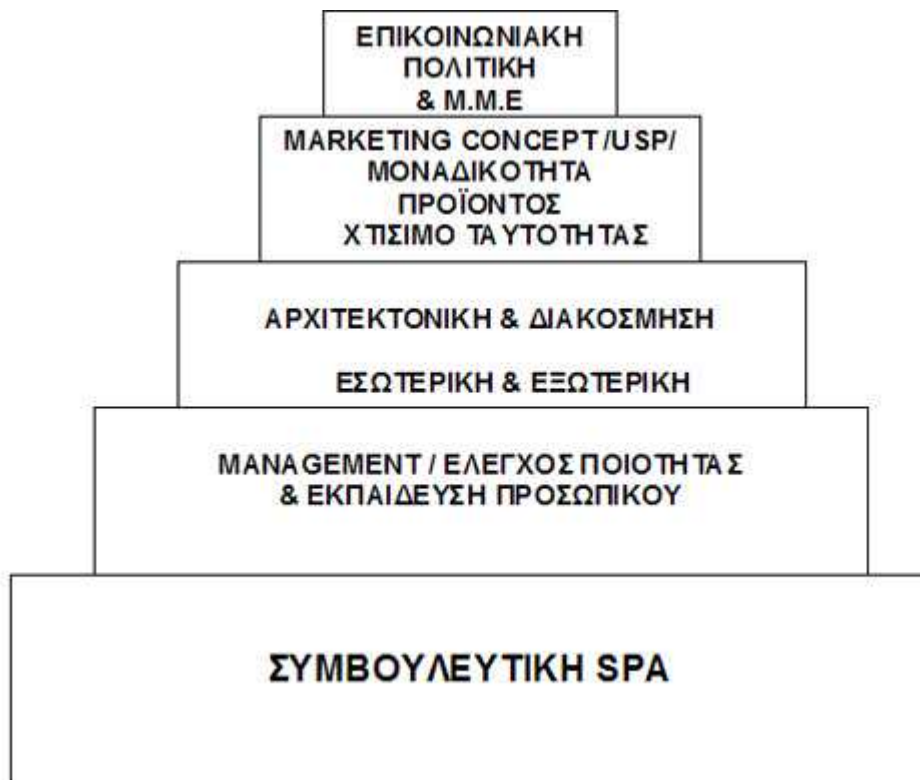 ΕΠΙΚΟΙΝΩΝΙΑΚΗ
ΠΟΛΙΤΙΚΗ
& Μ.Μ.Ε
MARKETING CONCEPT /USP/
ΜΟΝΑΔΙΚΟΤΗΤΑ
ΠΡΟΪΟΝΤΟΣ
ΧΤΙΣΙΜΟ ΤΑΥΤΟΤΗΤΑΣ
ΑΡΧΙΤΕΚΤΟΝΙΚΗ & ΔΙΑΚΟΣΜΗΣΗ
ΕΣΩΤΕΡΙΚΗ & ΕΞΩΤΕΡΙΚΗ
MANAGEMENT / ΕΛΕΓΧΟΣ ΠΟΙΟΤΗΤΑΣ
& ΕΚΠΑΙΔΕΥΣΗ ΠΡΟΣΩΠΙΚΟΥ
ΣΥΜΒΟΥΛΕΥΤΙΚΗ SPA